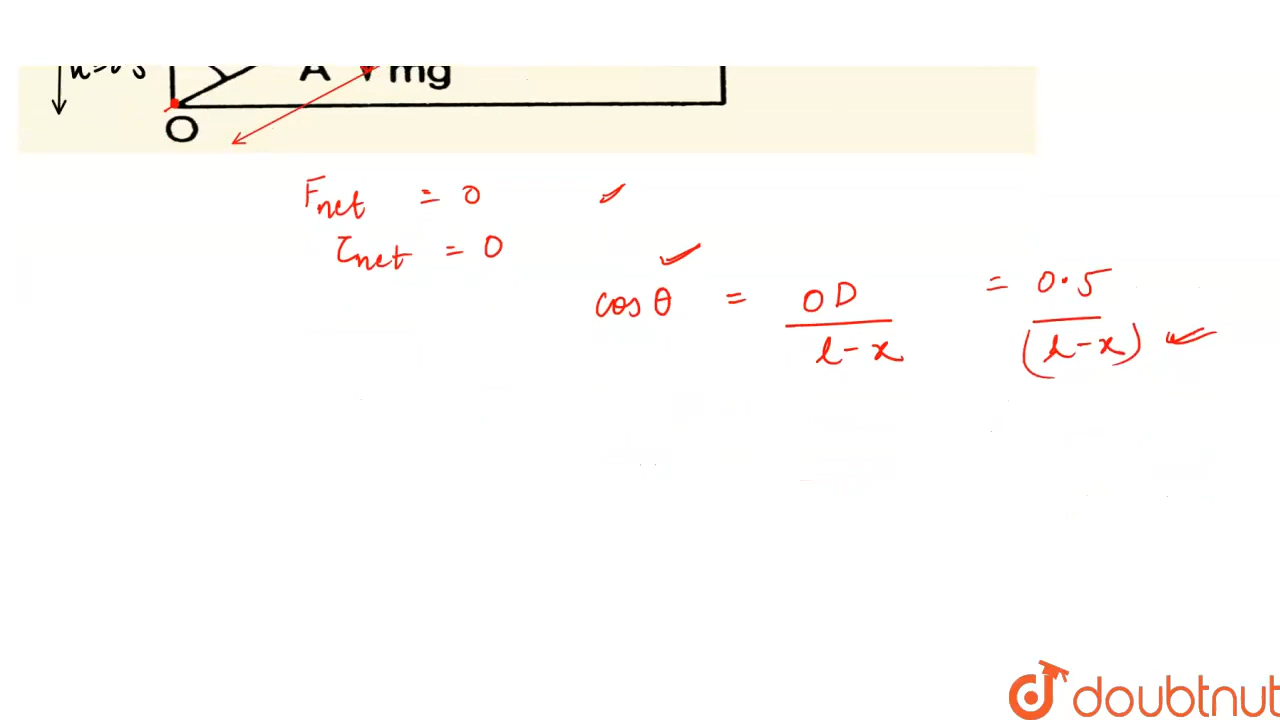 A mg
O
Fnet = 0
τnet = 0
cos θ = OD / l-x = 0.5 / (l-x)
doubtnut